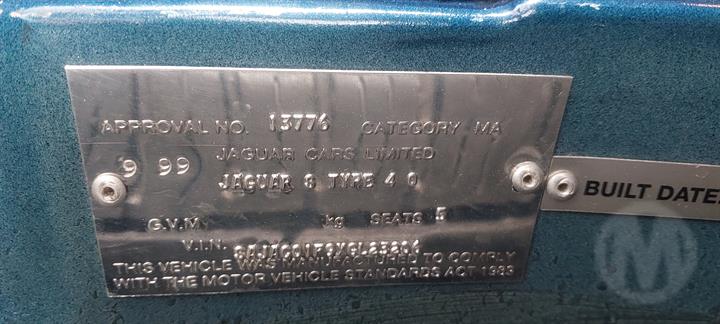 APPROVAL NO. 13776 CATEGORY MA
9 99 JAGUAR CARS LIMITED
JAGUAR S TYPE 4 0
G.V.M. kg SEATS 5
V.I.N.
THIS VEHICLE WAS MANUFACTURED TO COMPLY
WITH THE MOTOR VEHICLE STANDARDS ACT 1989
BUILT DATE:
M